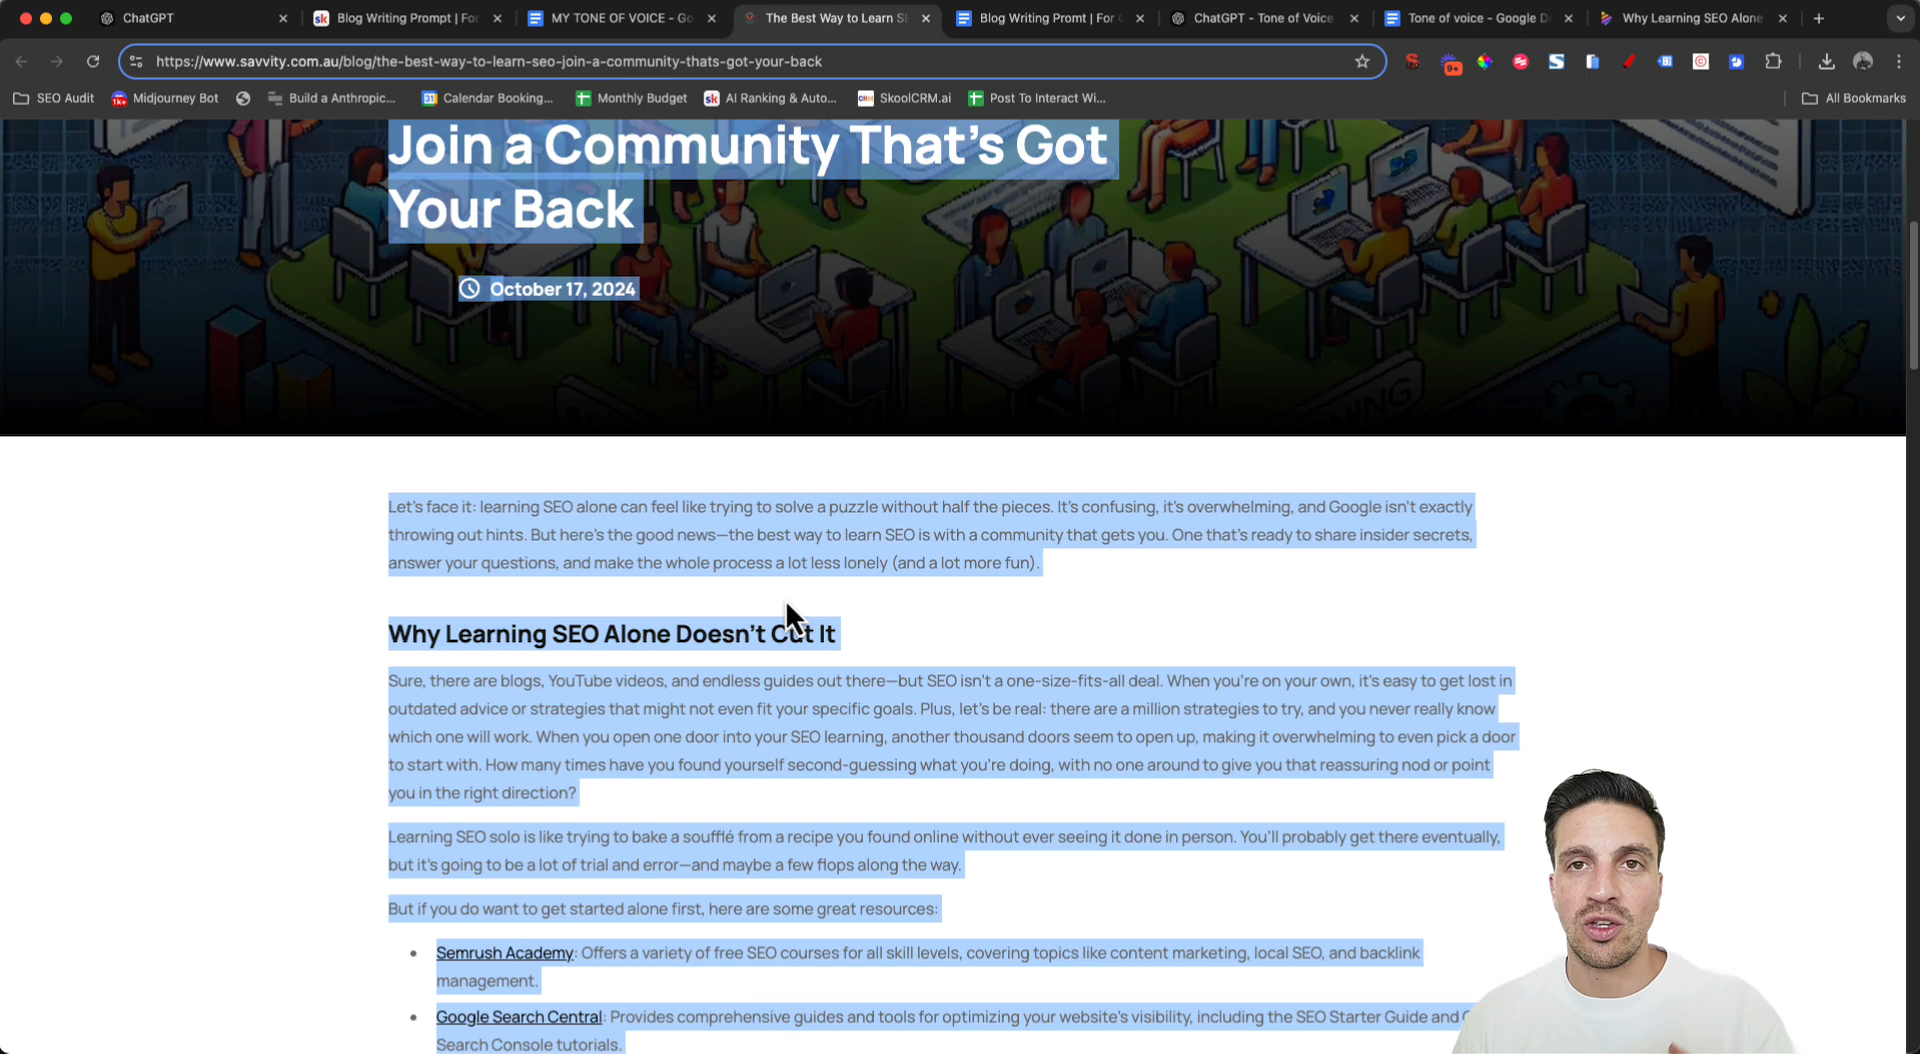 ChatGPT
Blog Writing Prompt | For
MY TONE OF VOICE - Go
The Best Way to Learn S
Blog Writing Promt | For
ChatGPT - Tone of Voice
Tone of voice - Google D
Why Learning SEO Alone
https://www.savvity.com.au/blog/the-best-way-to-learn-seo-join-a-community-thats-got-your-back
9+
SEO Audit
1K+
Midjourney Bot
Build a Anthropic...
31
Calendar Booking...
Monthly Budget
sk
AI Ranking & Auto...
CRM
SkoolCRM.ai
Post To Interact Wi...
All Bookmarks
Join a Community That's Got
Your Back
October 17, 2024
Let's face it: learning SEO alone can feel like trying to solve a puzzle without half the pieces. It's confusing, it's overwhelming, and Google isn't exactly
throwing out hints. But here's the good news—the best way to learn SEO is with a community that gets you. One that's ready to share insider secrets,
answer your questions, and make the whole process a lot less lonely (and a lot more fun).
Why Learning SEO Alone Doesn't Cut It
Sure, there are blogs, YouTube videos, and endless guides out there—but SEO isn't a one-size-fits-all deal. When you're on your own, it's easy to get lost in
outdated advice or strategies that might not even fit your specific goals. Plus, let's be real: there are a million strategies to try, and you never really know
which one will work. When you open one door into your SEO learning, another thousand doors seem to open up, making it overwhelming to even pick a door
to start with. How many times have you found yourself second-guessing what you're doing, with no one around to give you that reassuring nod or point
you in the right direction?
Learning SEO solo is like trying to bake a soufflé from a recipe you found online without ever seeing it done in person. You'll probably get there eventually,
but it's going to be a lot of trial and error—and maybe a few flops along the way.
But if you do want to get started alone first, here are some great resources:
Semrush Academy: Offers a variety of free SEO courses for all skill levels, covering topics like content marketing, local SEO, and backlink
management.
Google Search Central: Provides comprehensive guides and tools for optimizing your website's visibility, including the SEO Starter Guide and
Search Console tutorials.